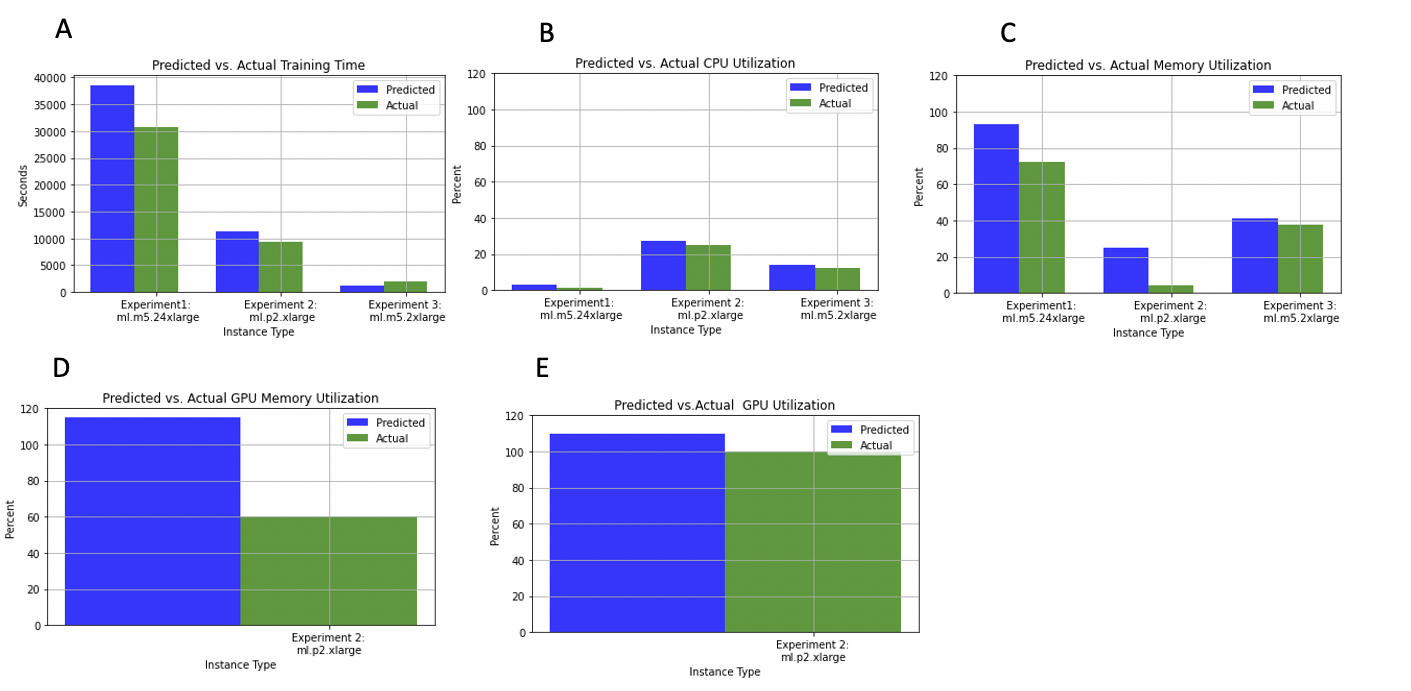 A
Predicted vs. Actual Training Time
Predicted
Actual
40000
35000
30000
25000
20000
15000
10000
5000
0
Seconds
Experiment1:
ml.m5.24xlarge
Experiment 2:
ml.p2.xlarge
Experiment 3:
ml.m5.2xlarge
Instance Type
B
Predicted vs. Actual CPU Utilization
Predicted
Actual
120
100
80
60
40
20
0
Percent
Experiment1:
ml.m5.24xlarge
Experiment 2:
ml.p2.xlarge
Experiment 3:
ml.m5.2xlarge
Instance Type
C
Predicted vs. Actual Memory Utilization
Predicted
Actual
120
100
80
60
40
20
0
Percent
Experiment1:
ml.m5.24xlarge
Experiment 2:
ml.p2.xlarge
Experiment 3:
ml.m5.2xlarge
Instance Type
D
Predicted vs. Actual GPU Memory Utilization
Predicted
Actual
120
100
80
60
40
20
0
Percent
Experiment 2:
ml.p2.xlarge
Instance Type
E
Predicted vs.Actual  GPU Utilization
Predicted
Actual
120
100
80
60
40
20
0
Percent
Experiment 2:
ml.p2.xlarge
Instance Type